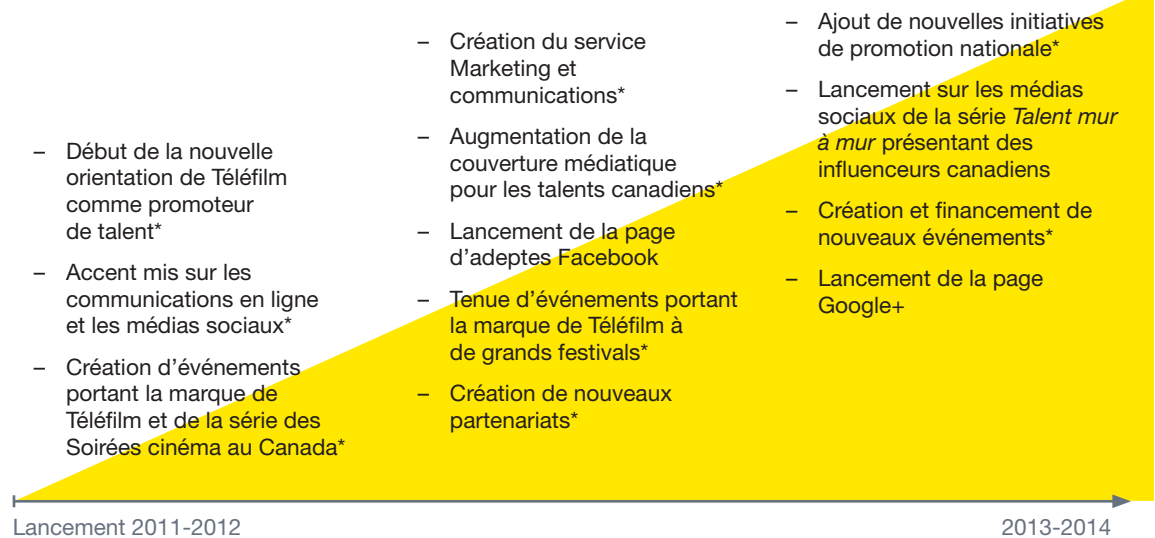 – Début de la nouvelle
orientation de Téléfilm
comme promoteur
de talent*
– Accent mis sur les
communications en ligne
et les médias sociaux*
– Création d’événements
portant la marque de
Téléfilm et de la série des
Soirées cinéma au Canada*
– Création du service
Marketing et
communications*
– Augmentation de la
couverture médiatique
pour les talents canadiens*
– Lancement de la page
d’adeptes Facebook
– Tenue d’événements portant
la marque de Téléfilm à
de grands festivals*
– Création de nouveaux
partenariats*
– Ajout de nouvelles initiatives
de promotion nationale*
– Lancement sur les médias
sociaux de la série Talent mur
à mur présentant des
influenceurs canadiens
– Création et financement de
nouveaux événements*
– Lancement de la page
Google+
Lancement 2011-2012
2013-2014